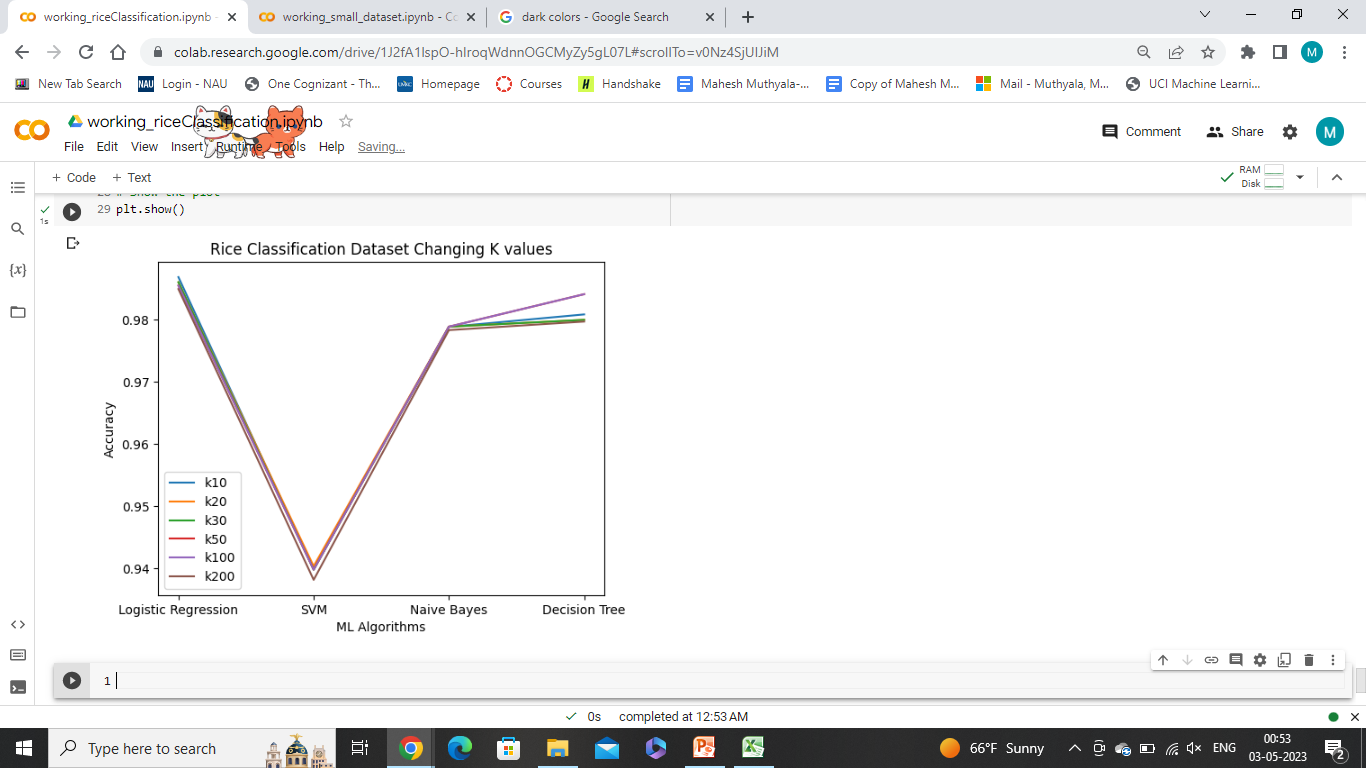 working_riceClassification.ipynb -
working_small_dataset.ipynb - Co
dark colors - Google Search
colab.research.google.com/drive/1J2fA1IspO-hIroqWdnnOGCMyZy5gL07L#scrollTo=v0Nz4SjUIJiM
M
New Tab Search
NAU Login - NAU
One Cognizant - Th...
Homepage
Courses
H Handshake
Mahesh Muthyala-...
Copy of Mahesh M...
Mail - Muthyala, M...
UCI Machine Learni...
working_riceClassification.ipynb
File Edit View Insert Runtime Tools Help Saving...
Comment Share M
+ Code + Text
RAM
Disk
{x}
1s
29 plt.show()
Rice Classification Dataset Changing K values
Accuracy
0.98
0.97
0.96
0.95
0.94
k10
k20
k30
k50
k100
k200
Logistic Regression SVM Naive Bayes Decision Tree
ML Algorithms
1
0s completed at 12:53 AM
Type here to search
66°F Sunny
ENG
00:53
03-05-2023
2